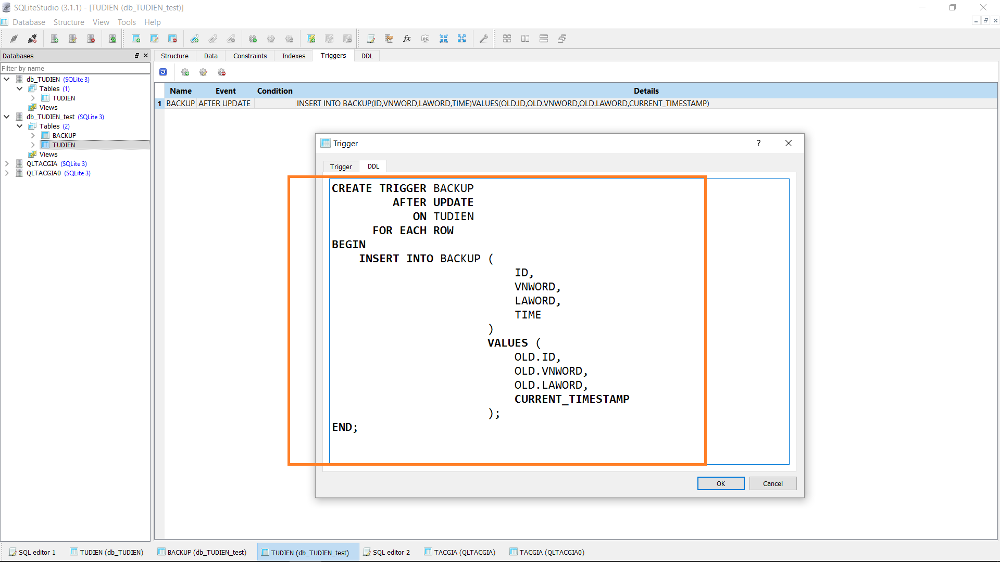 SQLiteStudio (3.1.1) - [TUDIEN (db_TUDIEN_test)]
Database Structure View Tools Help
Databases
Filter by name
db_TUDIEN (SQLite 3)
Tables (1)
TUDIEN
Views
db_TUDIEN_test (SQLite 3)
Tables (2)
BACKUP
TUDIEN
Views
QLTACGIA (SQLite 3)
QLTACGIA0 (SQLite 3)
Structure Data Constraints Indexes Triggers DDL
Name Event Condition Details
1 BACKUP AFTER UPDATE INSERT INTO BACKUP(ID,VNWORD,LAWORD,TIME)VALUES(OLD.ID,OLD.VNWORD,OLD.LAWORD,CURRENT_TIMESTAMP)
Trigger ?
Trigger DDL
CREATE TRIGGER BACKUP
AFTER UPDATE
ON TUDIEN
FOR EACH ROW
BEGIN
INSERT INTO BACKUP (
ID,
VNWORD,
LAWORD,
TIME
)
VALUES (
OLD.ID,
OLD.VNWORD,
OLD.LAWORD,
CURRENT_TIMESTAMP
);
END;
OK Cancel
SQL editor 1 TUDIEN (db_TUDIEN) BACKUP (db_TUDIEN_test) TUDIEN (db_TUDIEN_test) SQL editor 2 TACGIA (QLTACGIA) TACGIA (QLTACGIA0)